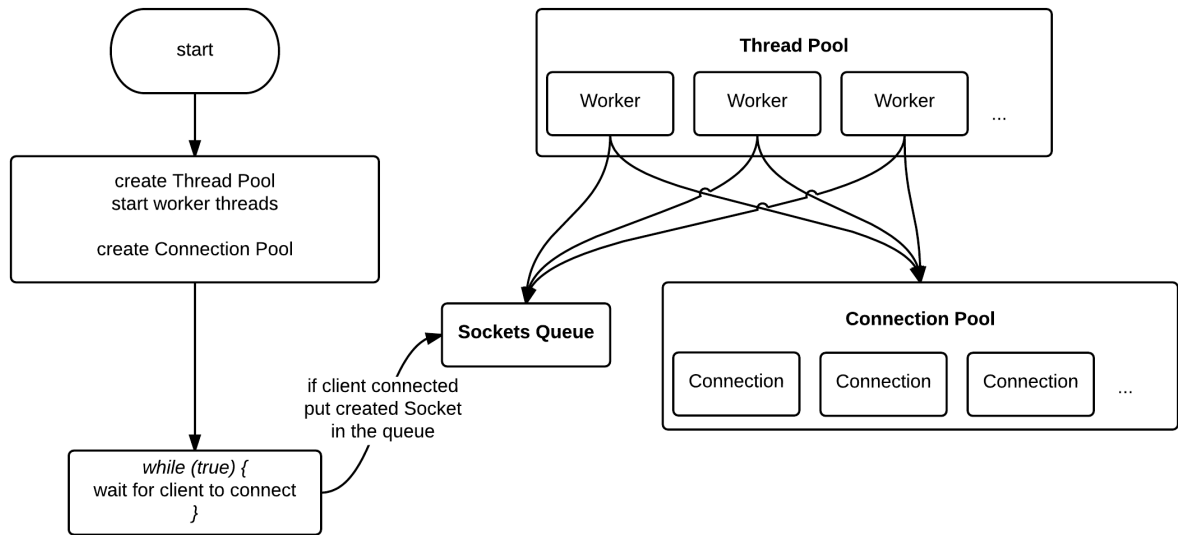 start
create Thread Pool
start worker threads
create Connection Pool
while (true) {
wait for client to connect
}
if client connected
put created Socket
in the queue
Sockets Queue
Thread Pool
Worker
Worker
Worker
...
Connection Pool
Connection
Connection
Connection
...